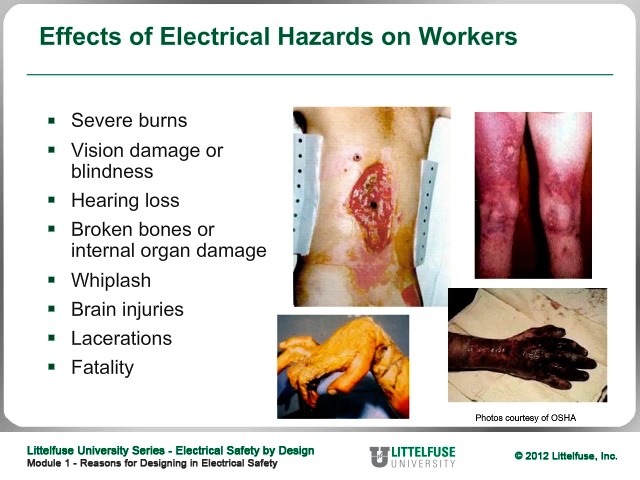 Effects of Electrical Hazards on Workers
Severe burns
Vision damage or
blindness
Hearing loss
Broken bones or
internal organ damage
Whiplash
Brain injuries
Lacerations
Fatality
Photos courtesy of OSHA
Littelfuse University Series - Electrical Safety by Design
Module 1 - Reasons for Designing in Electrical Safety
LITTELFUSE
UNIVERSITY
© 2012 Littelfuse, Inc.